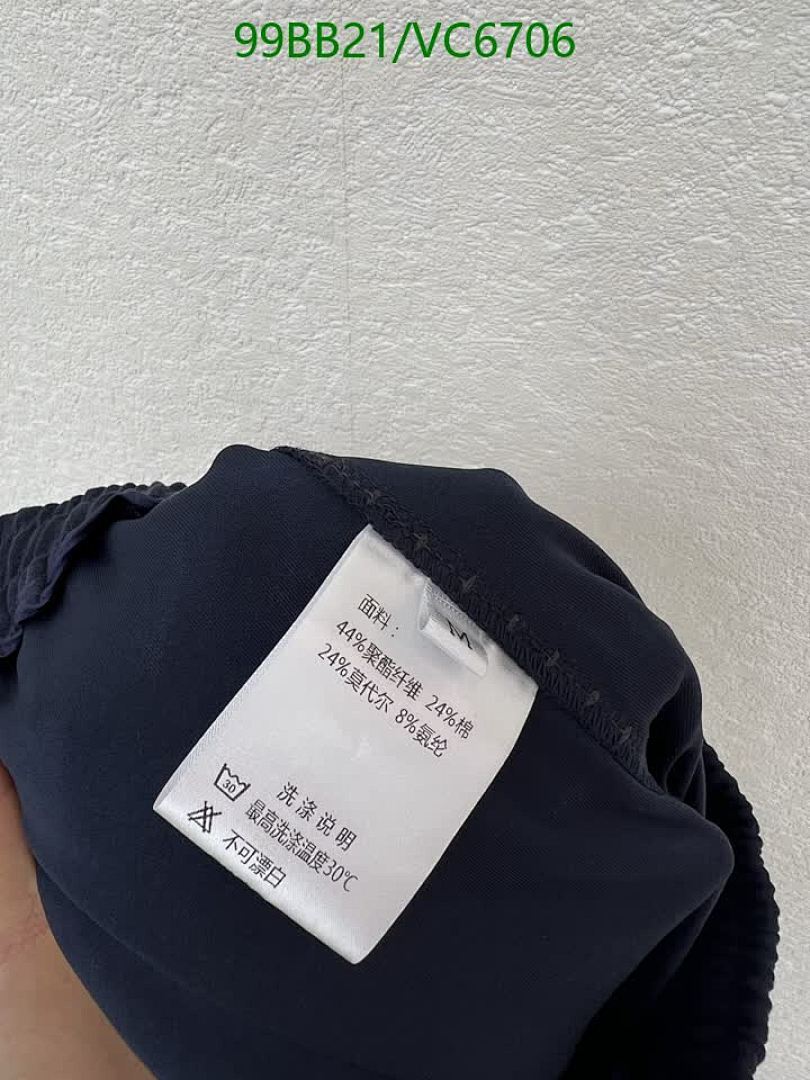 99BB21/VC6706
M
面料：
44%聚酯纤维 24%棉
24%莫代尔 8%氨纶
洗涤说明
30
最高洗涤温度30℃
不可漂白